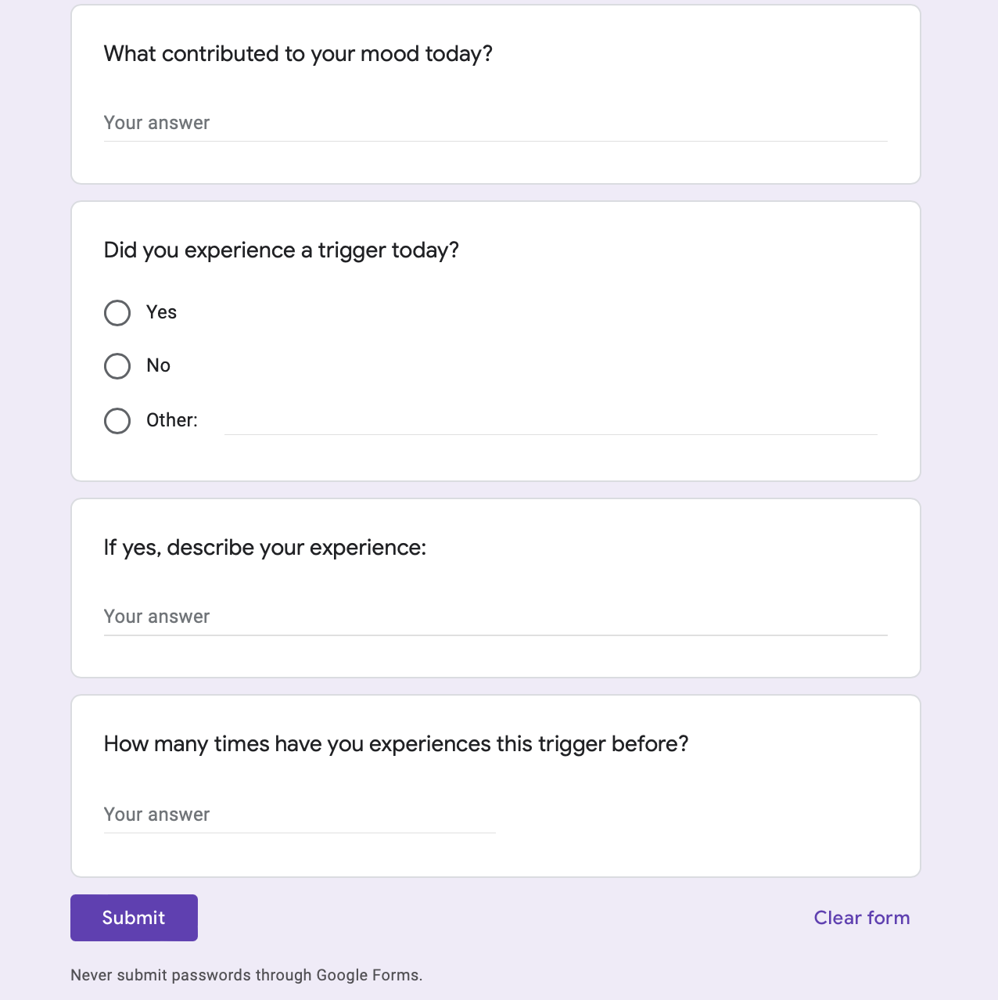 What contributed to your mood today?
Your answer
Did you experience a trigger today?
Yes
No
Other:
If yes, describe your experience:
Your answer
How many times have you experiences this trigger before?
Your answer
Submit
Clear form
Never submit passwords through Google Forms.